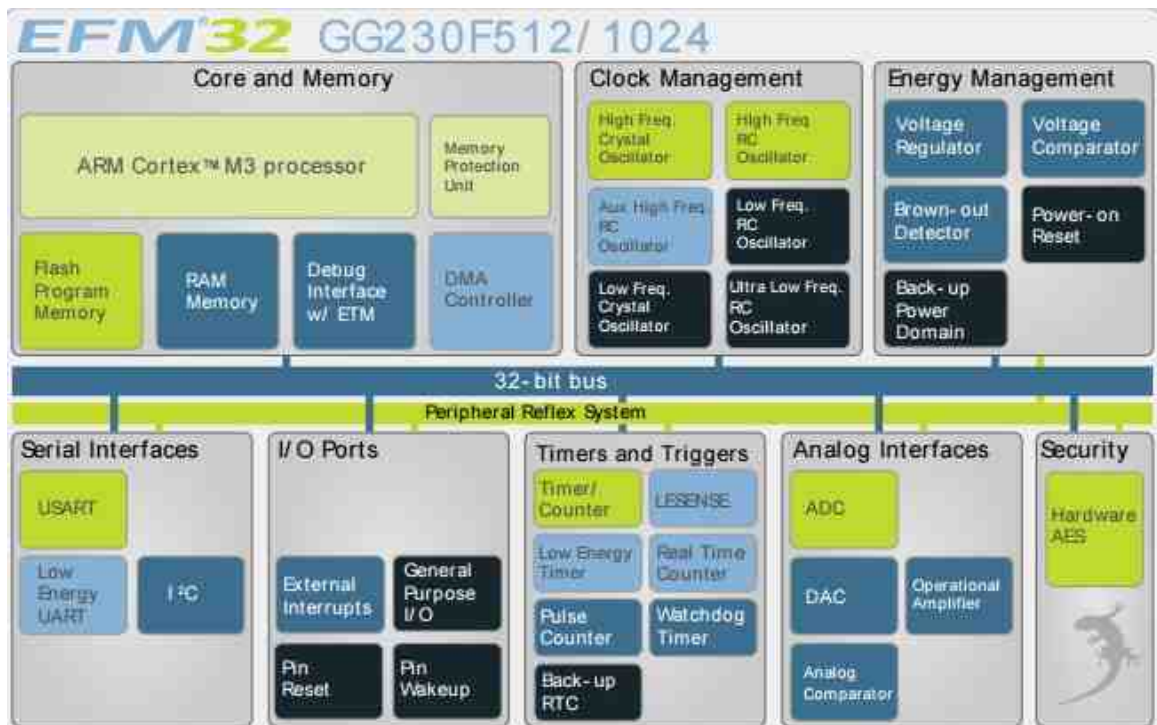 EFM®32 GG230F512/1024
Core and Memory
ARM Cortex™ M3 processor
Memory
Protection
Unit
Flash
Program
Memory
RAM
Memory
Debug
Interface
w/ ETM
DMA
Controller
Clock Management
High Freq.
Crystal
Oscillator
High Freq.
RC
Oscillator
Aux High Freq.
RC
Oscillator
Low Freq.
RC
Oscillator
Low Freq.
Crystal
Oscillator
Ultra Low Freq.
RC
Oscillator
Energy Management
Voltage
Regulator
Voltage
Comparator
Brown-out
Detector
Power-on
Reset
Back-up
Power
Domain
32-bit bus
Peripheral Reflex System
Serial Interfaces
USART
Low
Energy
UART
I²C
I/O Ports
External
Interrupts
General
Purpose
I/O
Pin
Reset
Pin
Wakeup
Timers and Triggers
Timer/
Counter
LESENSE
Low Energy
Timer
Real Time
Counter
Pulse
Counter
Watchdog
Timer
Back-up
RTC
Analog Interfaces
ADC
DAC
Operational
Amplifier
Analog
Comparator
Security
Hardware
AES